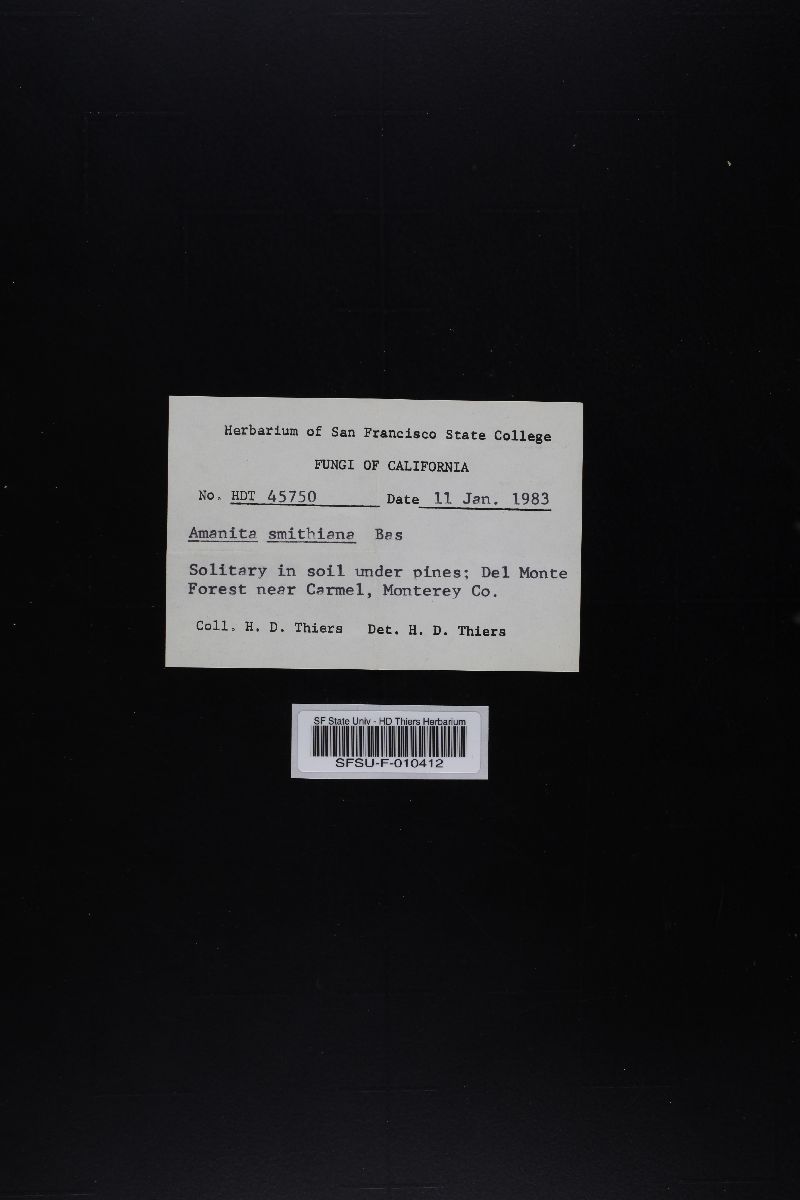 Herbarium of San Francisco State College
FUNGI OF CALIFORNIA
No. HDT 45750 Date 11 Jan. 1983
Amanita smithiana Bas
Solitary in soil under pines; Del Monte
Forest near Carmel, Monterey Co.
Coll. H. D. Thiers Det. H. D. Thiers
SF State Univ - HD Thiers Herbarium
SFSU-F-010412